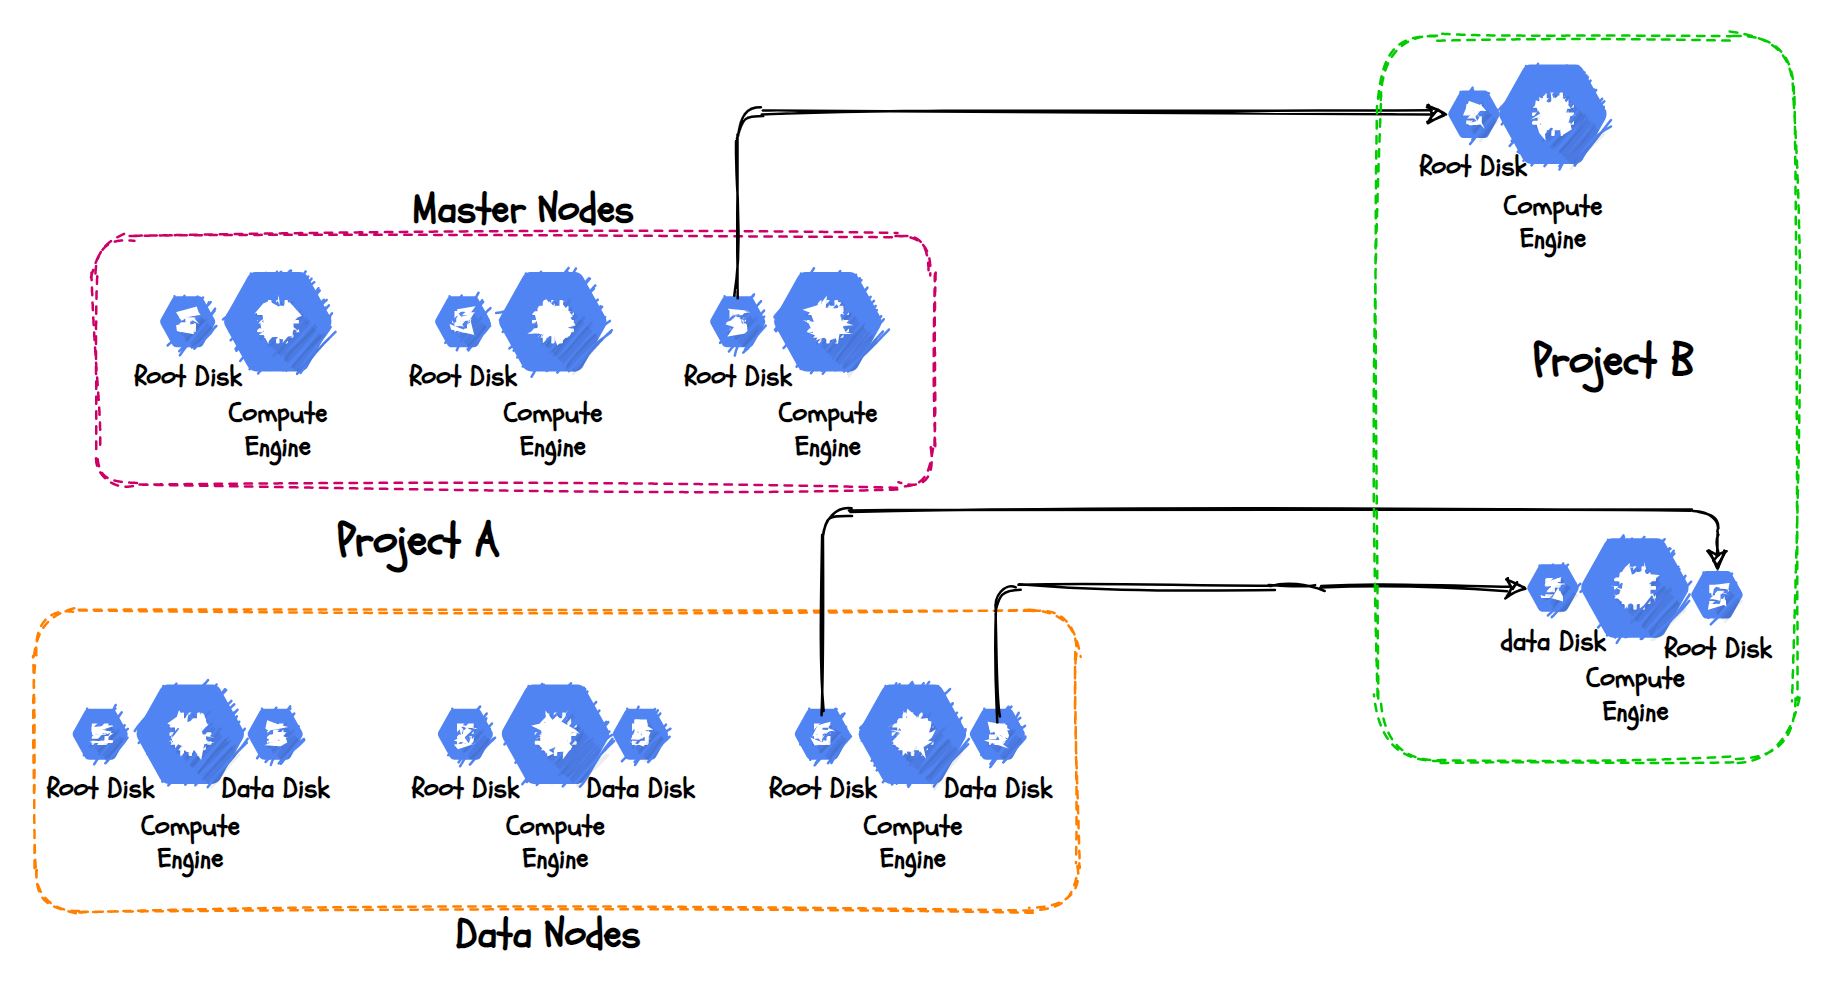 Root Disk
Compute
Engine
Master Nodes
Root Disk
Compute
Engine
Root Disk
Compute
Engine
Root Disk
Compute
Engine
Project B
Project A
data Disk
Root Disk
Compute
Engine
Root Disk
Data Disk
Compute
Engine
Root Disk
Data Disk
Compute
Engine
Root Disk
Data Disk
Compute
Engine
Data Nodes